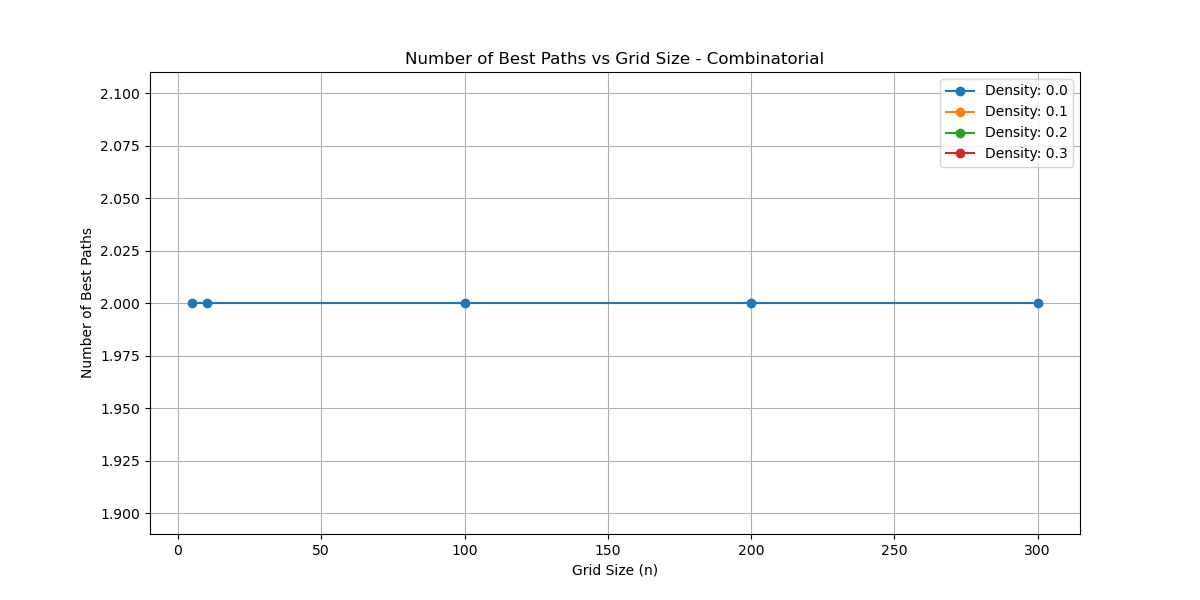 Number of Best Paths vs Grid Size - Combinatorial
Density: 0.0
Density: 0.1
Density: 0.2
Density: 0.3
Number of Best Paths
2.100
2.075
2.050
2.025
2.000
1.975
1.950
1.925
1.900
0 50 100 150 200 250 300
Grid Size (n)